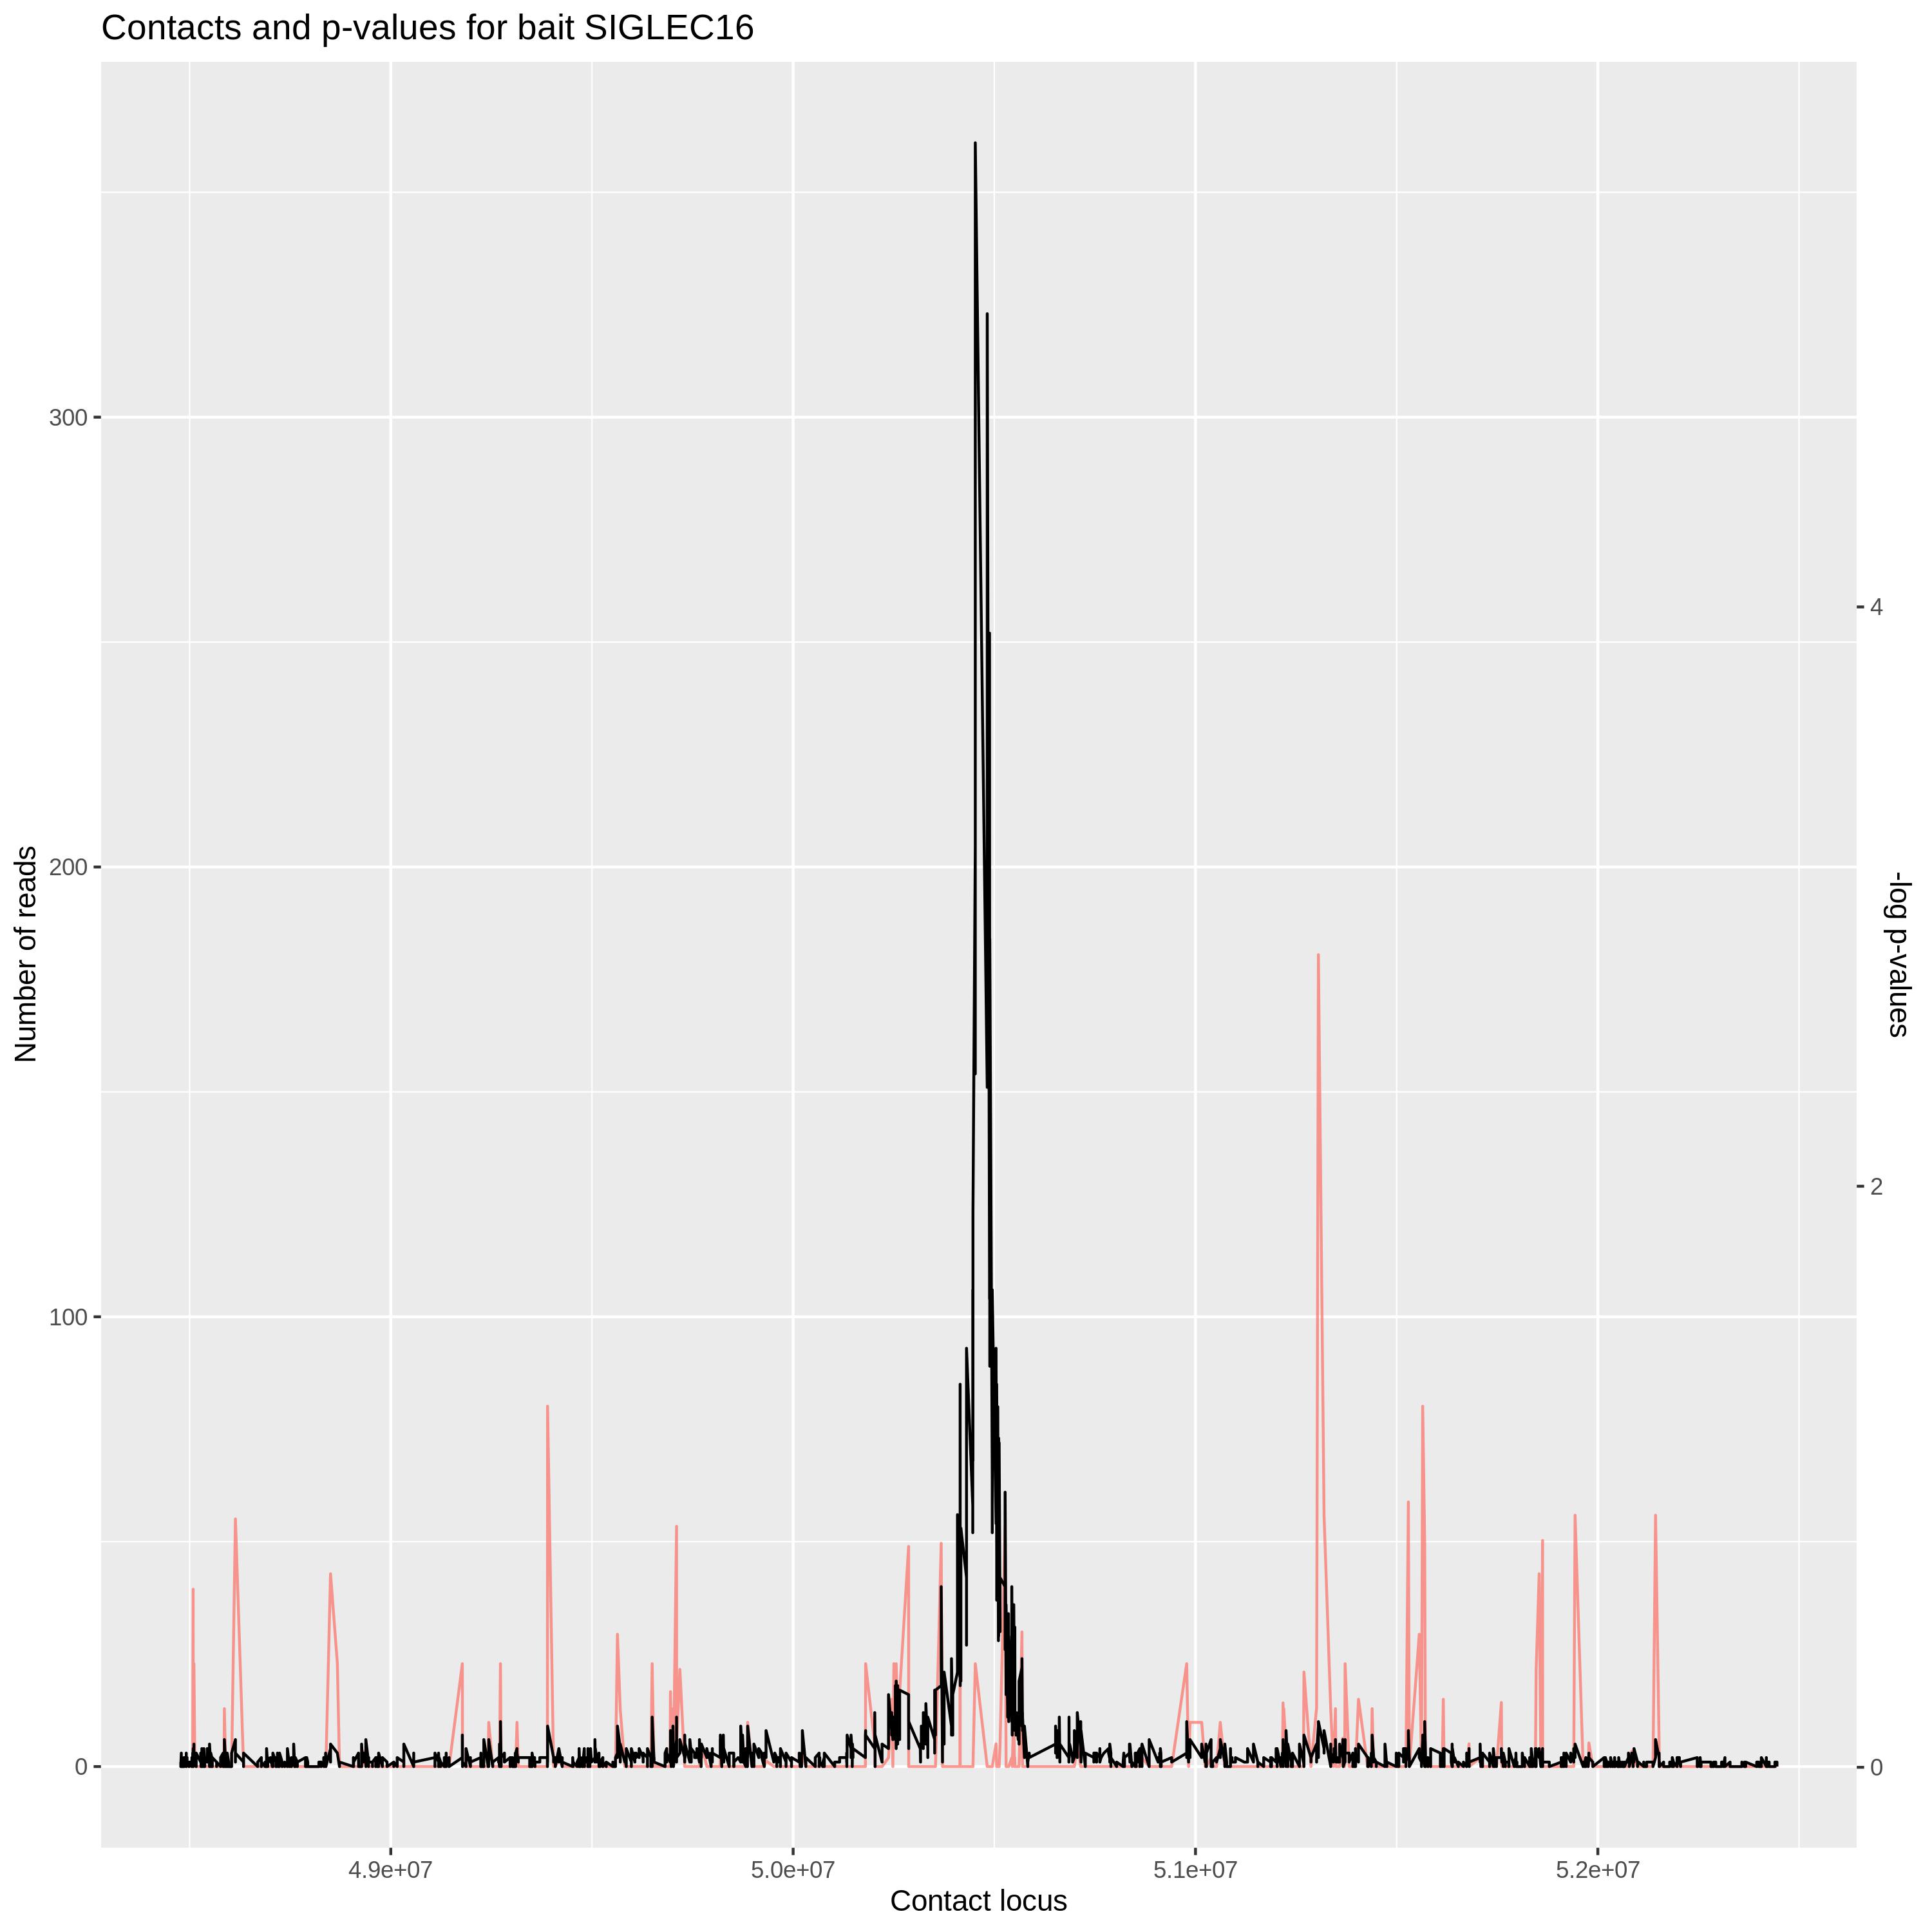 Contacts and p-values for bait SIGLEC16
Number of reads
300
200
100
0
4
2
0
-log p-values
4.9e+07
5.0e+07
5.1e+07
5.2e+07
Contact locus